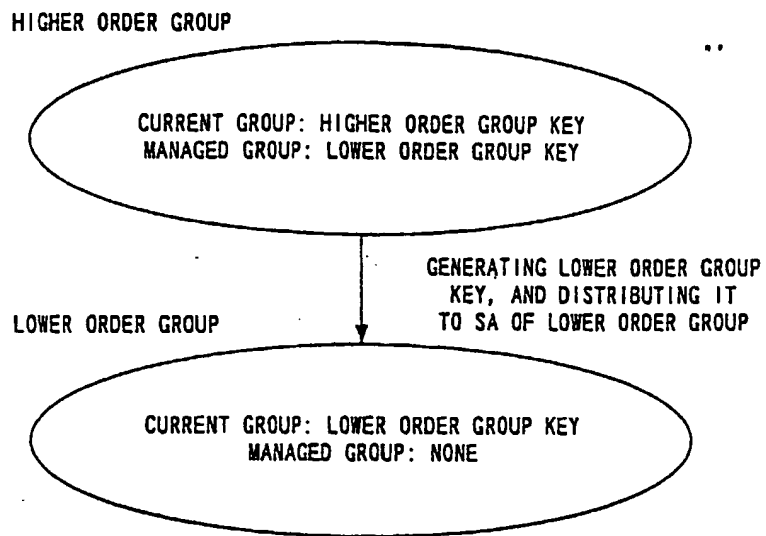 HIGHER ORDER GROUP
CURRENT GROUP: HIGHER ORDER GROUP KEY
MANAGED GROUP: LOWER ORDER GROUP KEY
GENERATING LOWER ORDER GROUP
KEY, AND DISTRIBUTING IT
TO SA OF LOWER ORDER GROUP
LOWER ORDER GROUP
CURRENT GROUP: LOWER ORDER GROUP KEY
MANAGED GROUP: NONE